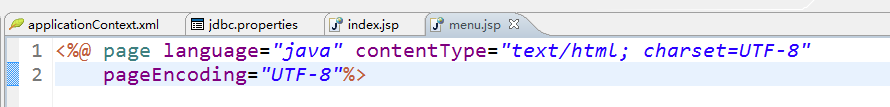 applicationContext.xml jdbc.properties index.jsp menu.jsp
1 <%@ page language="java" contentType="text/html; charset=UTF-8"
2     pageEncoding="UTF-8"%>